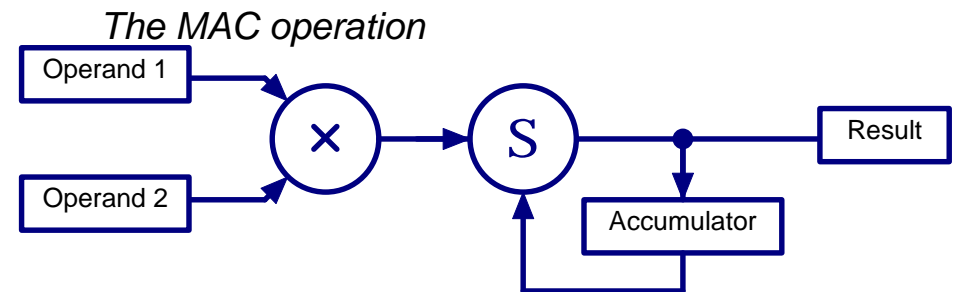 The MAC operation
Operand 1
×
S
Result
Operand 2
Accumulator